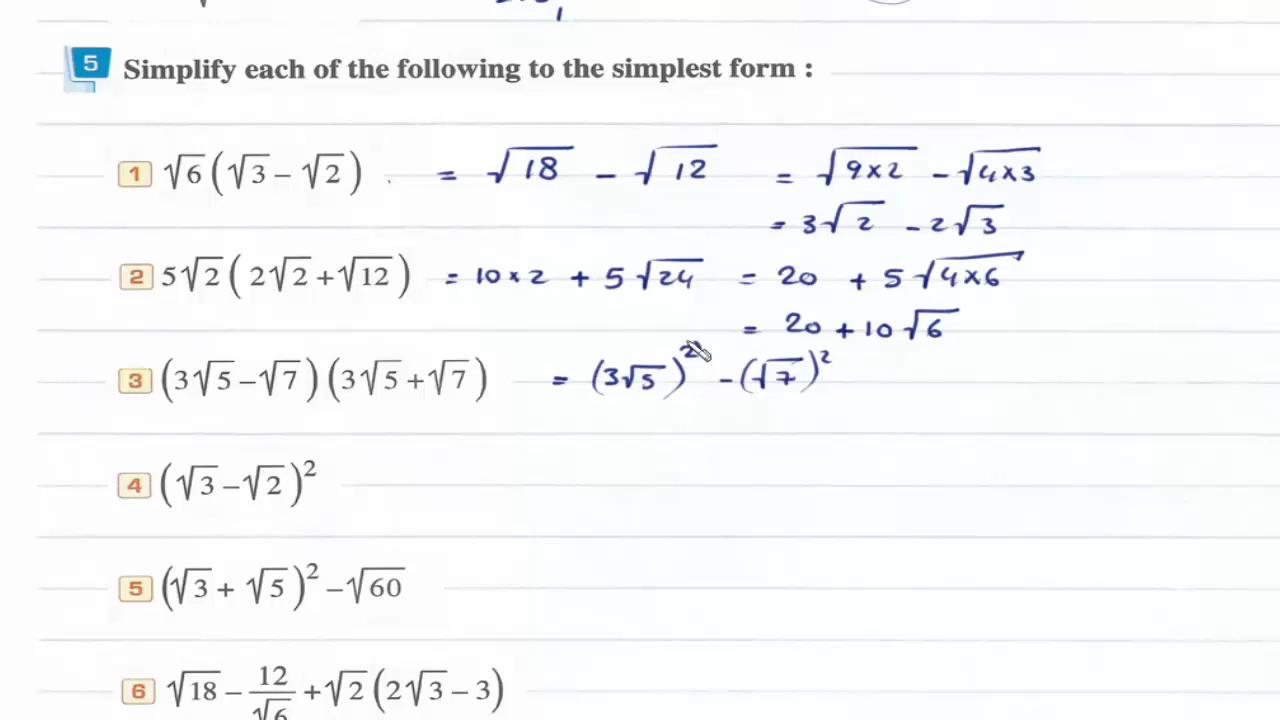 5 Simplify each of the following to the simplest form :
1 √6 (√3 − √2) . = √18 − √12 = √9×2 − √4×3
= 3√2 − 2√3
2 5√2 (2√2 + √12) = 10×2 + 5√24 = 20 + 5√4×6
= 20 + 10√6
3 (3√5 − √7) (3√5 + √7) = (3√5)² − (√7)²
4 (√3 − √2)²
5 (√3 + √5)² − √60
6 √18 − 12/√6 + √2 (2√3 − 3)